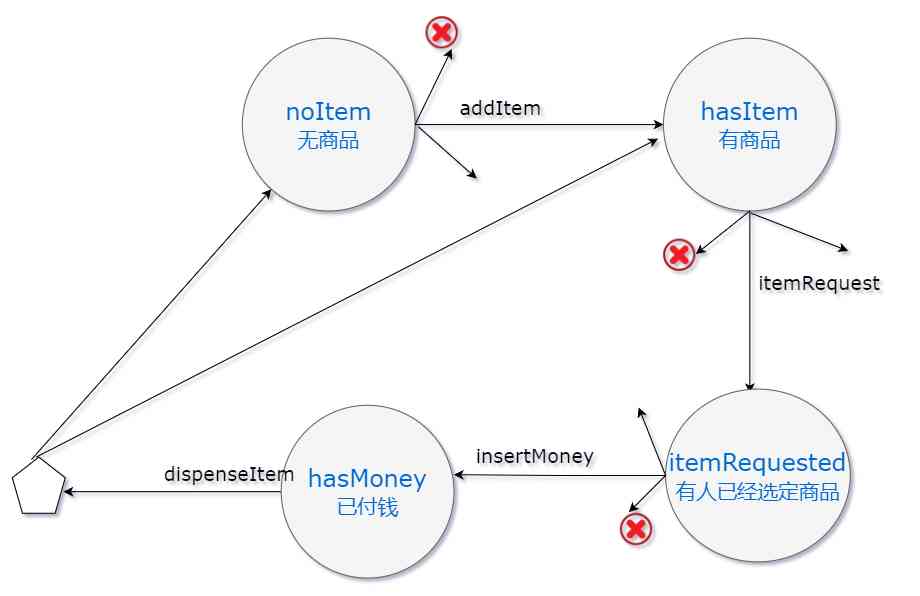 noItem
无商品
addItem
hasItem
有商品
itemRequest
itemRequested
有人已经选定商品
insertMoney
hasMoney
已付钱
dispenseItem